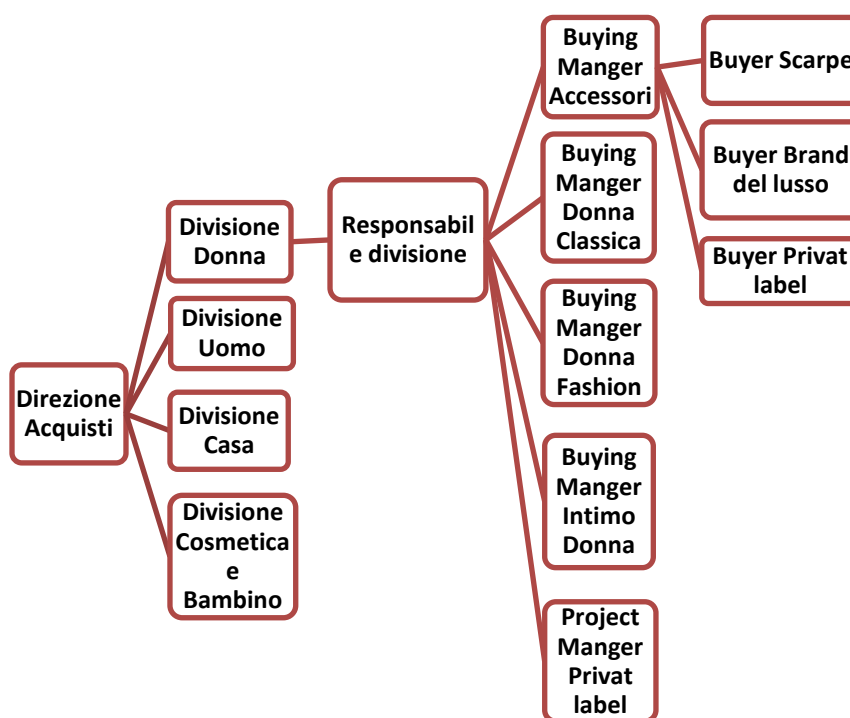 Direzione
Acquisti
Divisione
Donna
Divisione
Uomo
Divisione
Casa
Divisione
Cosmetica
e
Bambino
Responsabil
e divisione
Buying
Manger
Accessori
Buying
Manger
Donna
Classica
Buying
Manger
Donna
Fashion
Buying
Manger
Intimo
Donna
Project
Manger
Privat
label
Buyer Scarpe
Buyer Brand
del lusso
Buyer Privat
label